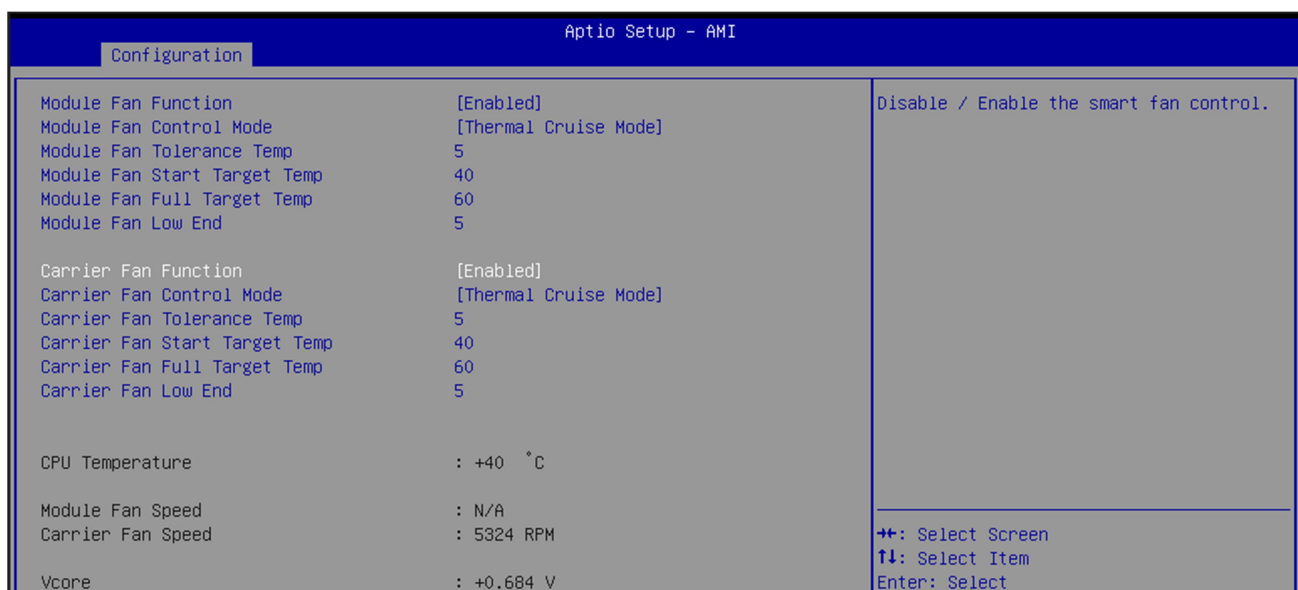 Aptio Setup – AMI
Configuration
Module Fan Function [Enabled]
Module Fan Control Mode [Thermal Cruise Mode]
Module Fan Tolerance Temp 5
Module Fan Start Target Temp 40
Module Fan Full Target Temp 60
Module Fan Low End 5
Carrier Fan Function [Enabled]
Carrier Fan Control Mode [Thermal Cruise Mode]
Carrier Fan Tolerance Temp 5
Carrier Fan Start Target Temp 40
Carrier Fan Full Target Temp 60
Carrier Fan Low End 5
CPU Temperature : +40 °C
Module Fan Speed : N/A
Carrier Fan Speed : 5324 RPM
Vcore : +0.684 V
Disable / Enable the smart fan control.
→←: Select Screen
↑↓: Select Item
Enter: Select